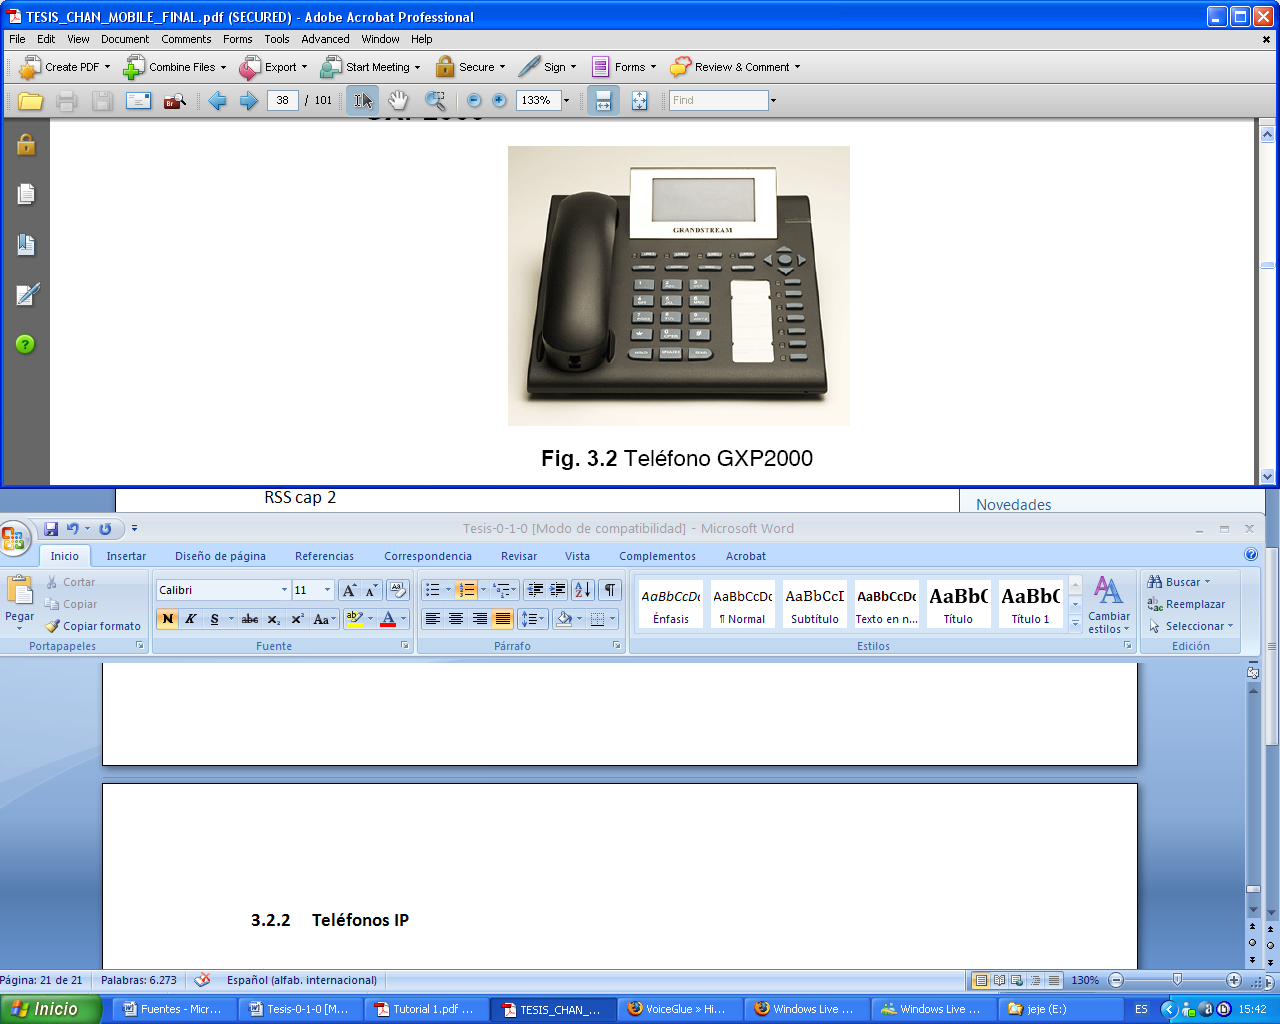 TESIS_CHAN_MOBILE_FINAL.pdf (SECURED) - Adobe Acrobat Professional
File Edit View Document Comments Forms Tools Advanced Window Help
Create PDF Combine Files Export Start Meeting Secure Sign Forms Review & Comment
38 / 101 133% Find
GXP2000
GRANDSTREAM
Fig. 3.2 Teléfono GXP2000
RSS cap 2
Novedades
Tesis-0-1-0 [Modo de compatibilidad] - Microsoft Word
Inicio Insertar Diseño de página Referencias Correspondencia Revisar Vista Complementos Acrobat
Pegar
Cortar
Copiar
Copiar formato
Portapapeles
Calibri 11
N K S abc x₂ x² Aa
Fuente
Párrafo
AaBbCcDc AaBbCcDc AaBbCcI AaBbCcDc AaBbC AaBbC
Énfasis ¶ Normal Subtítulo Texto en n... Título Título 1
Cambiar estilos
Estilos
Buscar
Reemplazar
Seleccionar
Edición
3.2.2 Teléfonos IP
Página: 21 de 21 Palabras: 6.273 Español (alfab. internacional) 130%
Inicio Fuentes - Micr... Tesis-0-1-0 [M... Tutorial 1.pdf ... TESIS_CHAN_... VoiceGlue » Hi... Windows Live ... Windows Live ... jeje (E:) ES 15:42